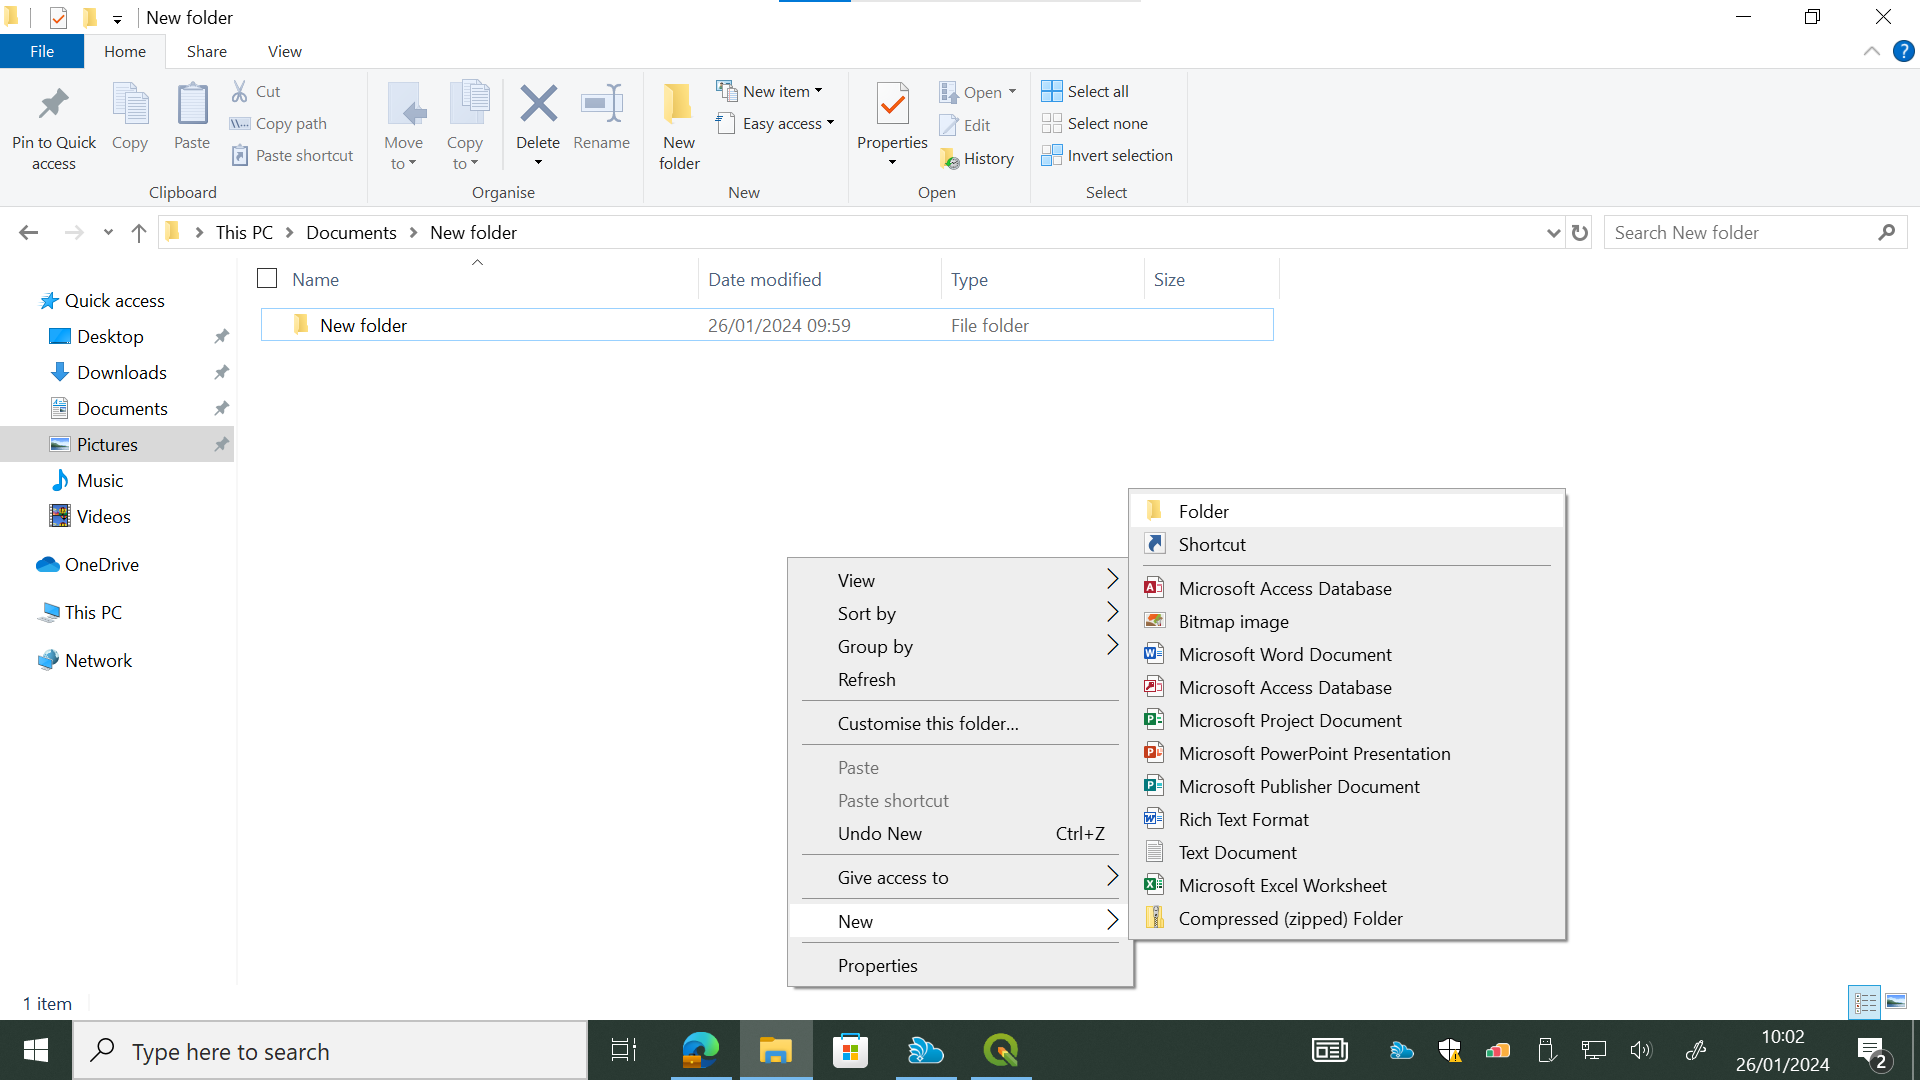 New folder
File Home Share View
Pin to Quick access
Copy
Paste
Cut
Copy path
Paste shortcut
Clipboard
Move to
Copy to
Delete
Rename
Organise
New folder
New item
Easy access
New
Properties
Open
Edit
History
Open
Select all
Select none
Invert selection
Select
This PC Documents New folder
Search New folder
Name Date modified Type Size
New folder 26/01/2024 09:59 File folder
Quick access
Desktop
Downloads
Documents
Pictures
Music
Videos
OneDrive
This PC
Network
View
Sort by
Group by
Refresh
Customise this folder...
Paste
Paste shortcut
Undo New Ctrl+Z
Give access to
New
Properties
Folder
Shortcut
Microsoft Access Database
Bitmap image
Microsoft Word Document
Microsoft Access Database
Microsoft Project Document
Microsoft PowerPoint Presentation
Microsoft Publisher Document
Rich Text Format
Text Document
Microsoft Excel Worksheet
Compressed (zipped) Folder
1 item
Type here to search
10:02
26/01/2024
2